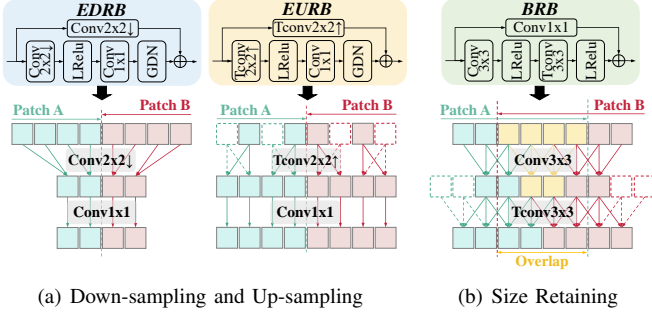 EDRB
Conv2x2↓
Conv
2x2↓
LRelu
Conv
1x1
GDN
EURB
Tconv2x2↑
Tconv
2x2↑
LRelu
Conv
1x1
GDN
BRB
Conv1x1
Conv
3x3
LRelu
Tconv
3x3
LRelu
Patch A
Patch B
Conv2x2↓
Conv1x1
Patch A
Patch B
Tconv2x2↑
Conv1x1
Patch A
Patch B
Conv3x3
Tconv3x3
Overlap
(a) Down-sampling and Up-sampling
(b) Size Retaining